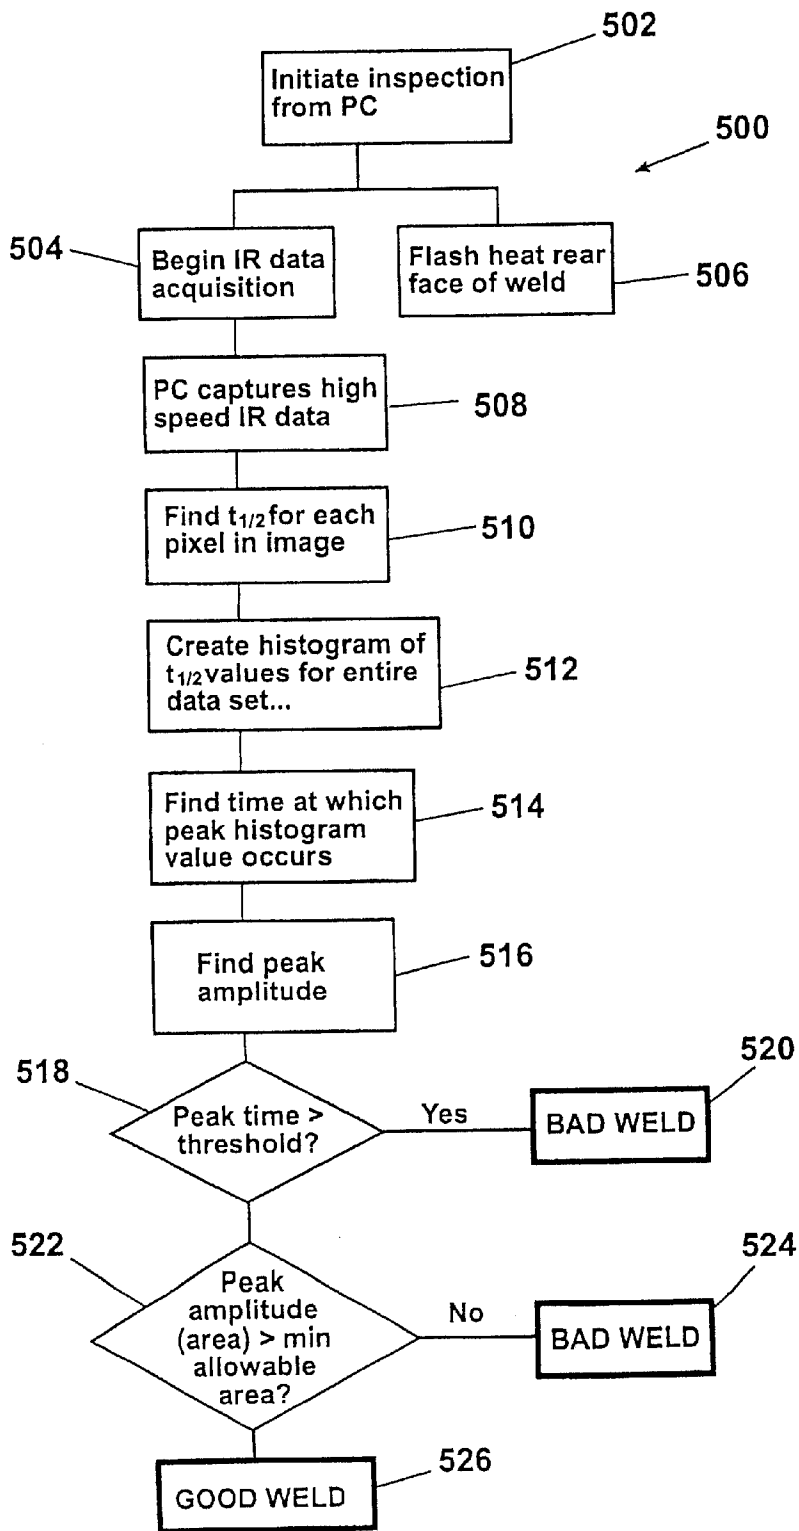 502
Initiate inspection
from PC
500
504
Begin IR data
acquisition
Flash heat rear
face of weld
506
PC captures high
speed IR data
508
Find t1/2 for each
pixel in image
510
Create histogram of
t1/2 values for entire
data set...
512
Find time at which
peak histogram
value occurs
514
Find peak
amplitude
516
518
Peak time >
threshold?
Yes
520
BAD WELD
522
Peak
amplitude
(area) > min
allowable
area?
No
524
BAD WELD
526
GOOD WELD